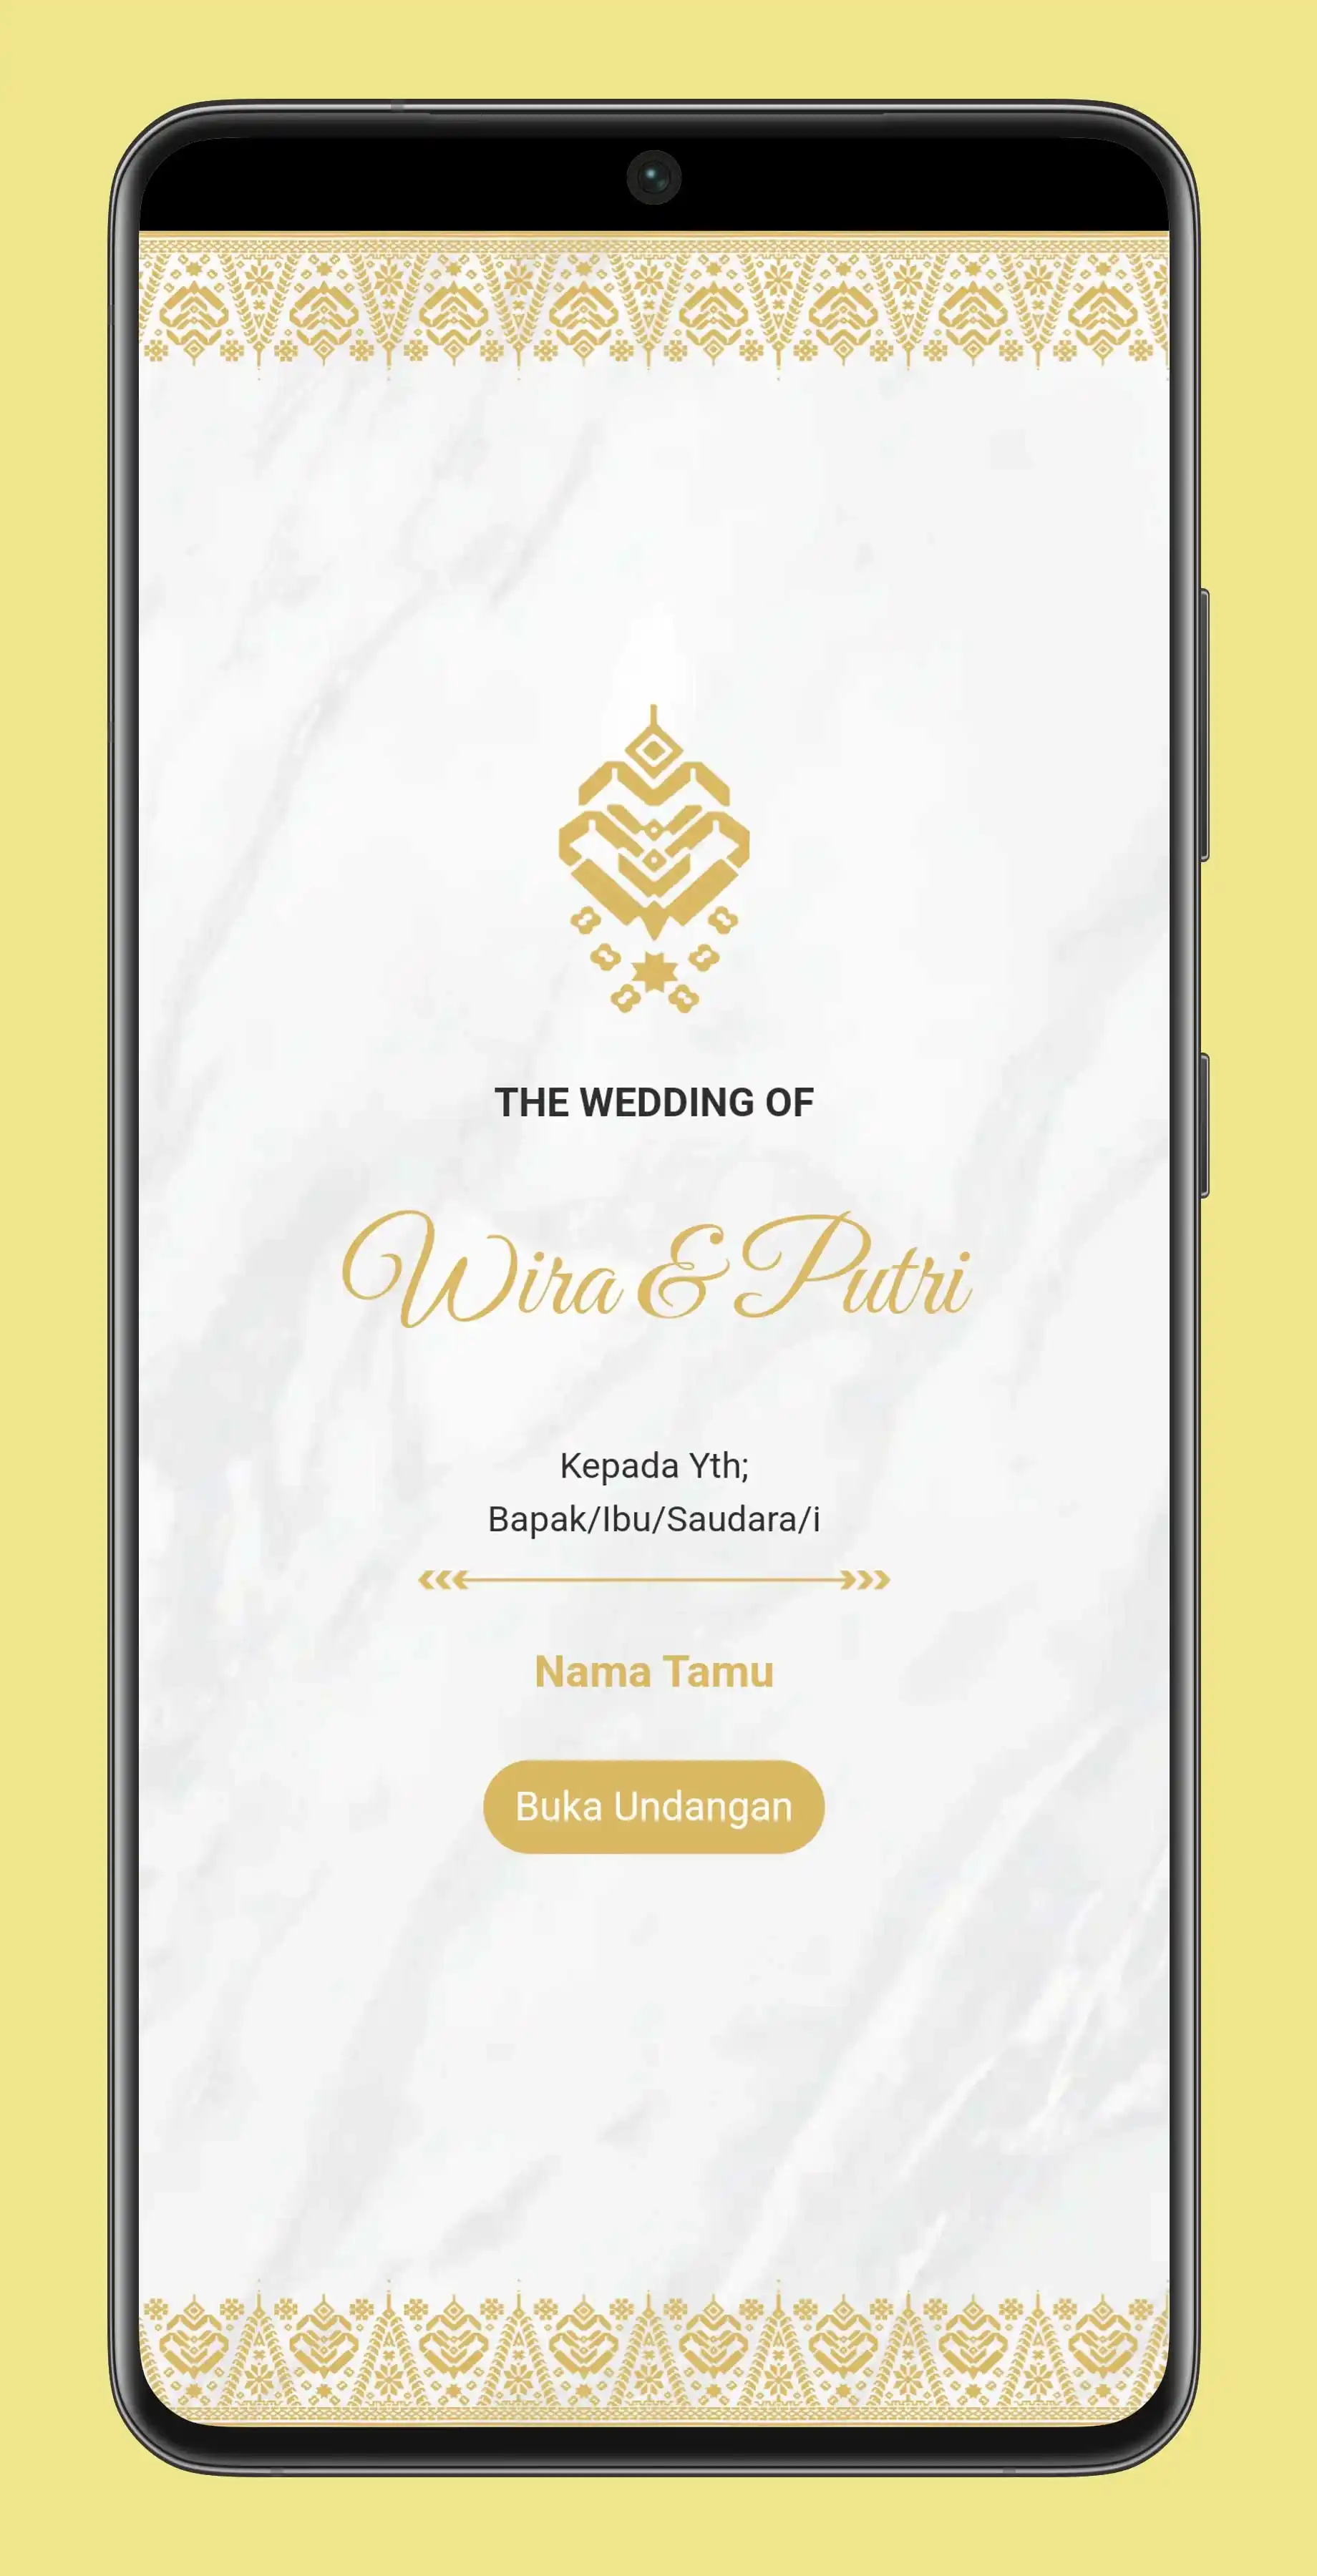 THE WEDDING OF
Wira & Putri
Kepada Yth;
Bapak/Ibu/Saudara/i
Nama Tamu
Buka Undangan